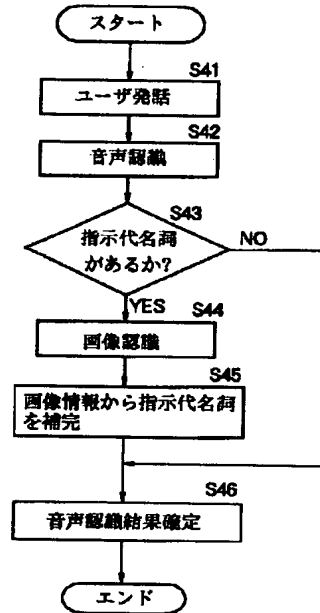 スタート
S41
ユーザ発話
S42
音声認識
S43
指示代名詞
があるか?
NO
YES
S44
画像認識
S45
画像情報から指示代名詞
を補完
S46
音声認識結果確定
エンド